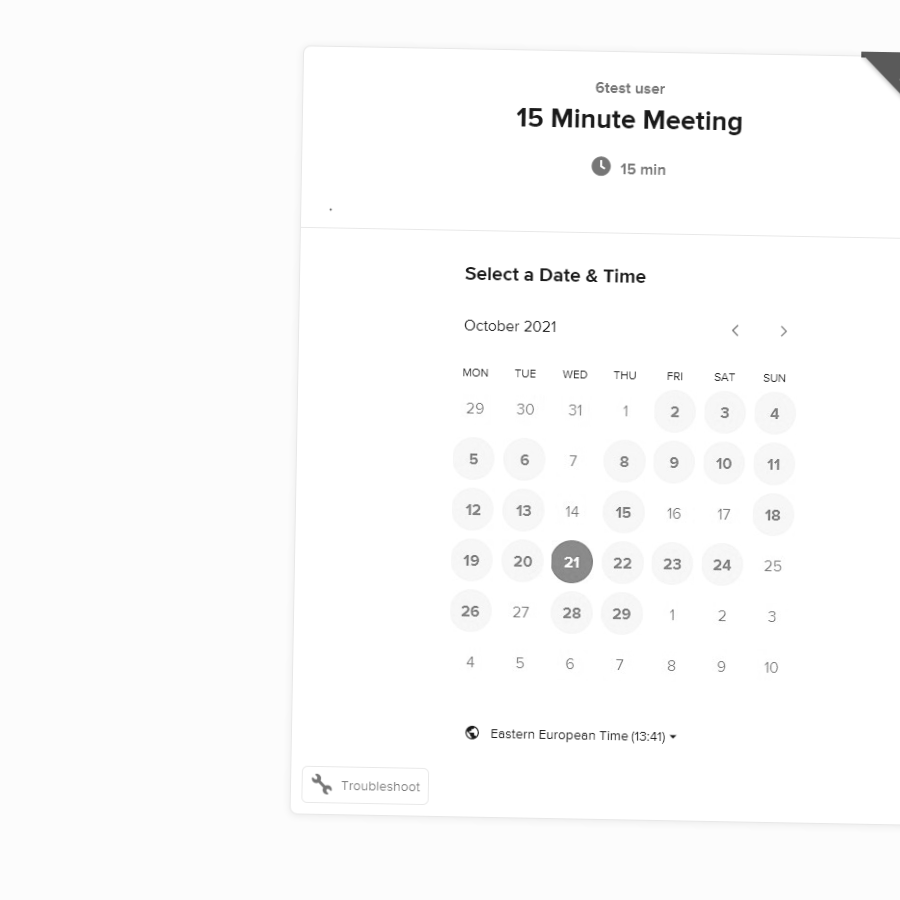 6test user
15 Minute Meeting
15 min
.
Select a Date & Time
October 2021
MON TUE WED THU FRI SAT SUN
29 30 31 1 2 3 4
5 6 7 8 9 10 11
12 13 14 15 16 17 18
19 20 21 22 23 24 25
26 27 28 29 1 2 3
4 5 6 7 8 9 10
Eastern European Time (13:41)
Troubleshoot